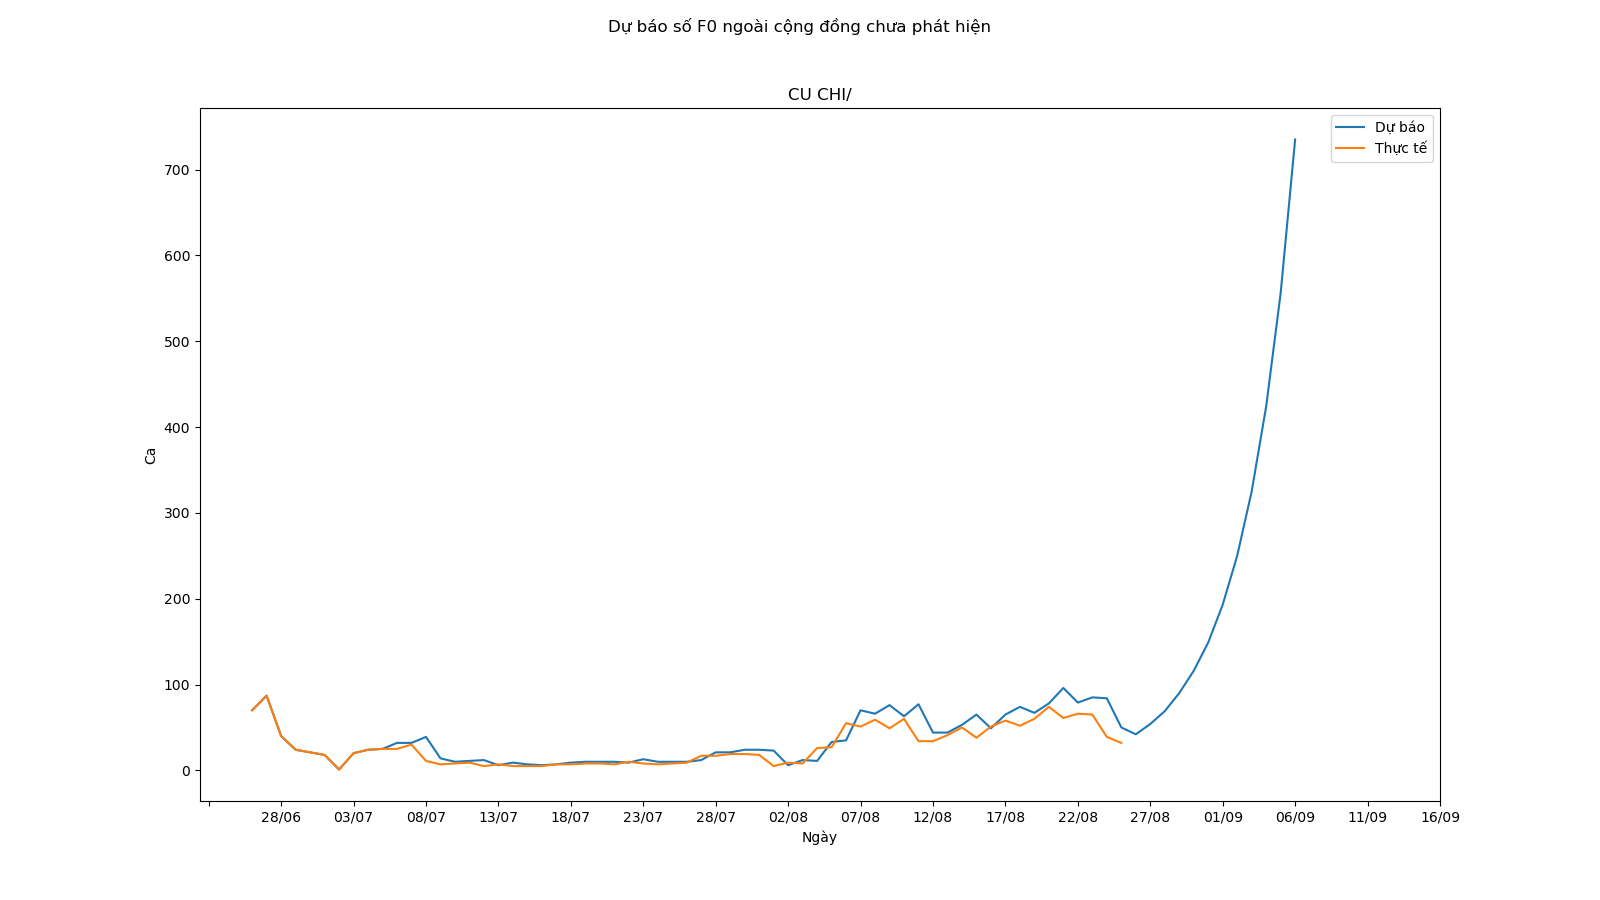 Dự báo số F0 ngoài cộng đồng chưa phát hiện
CU CHI/
Dự báo
Thực tế
700
600
500
400
300
200
100
0
Ca
28/06 03/07 08/07 13/07 18/07 23/07 28/07 02/08 07/08 12/08 17/08 22/08 27/08 01/09 06/09 11/09 16/09
Ngày